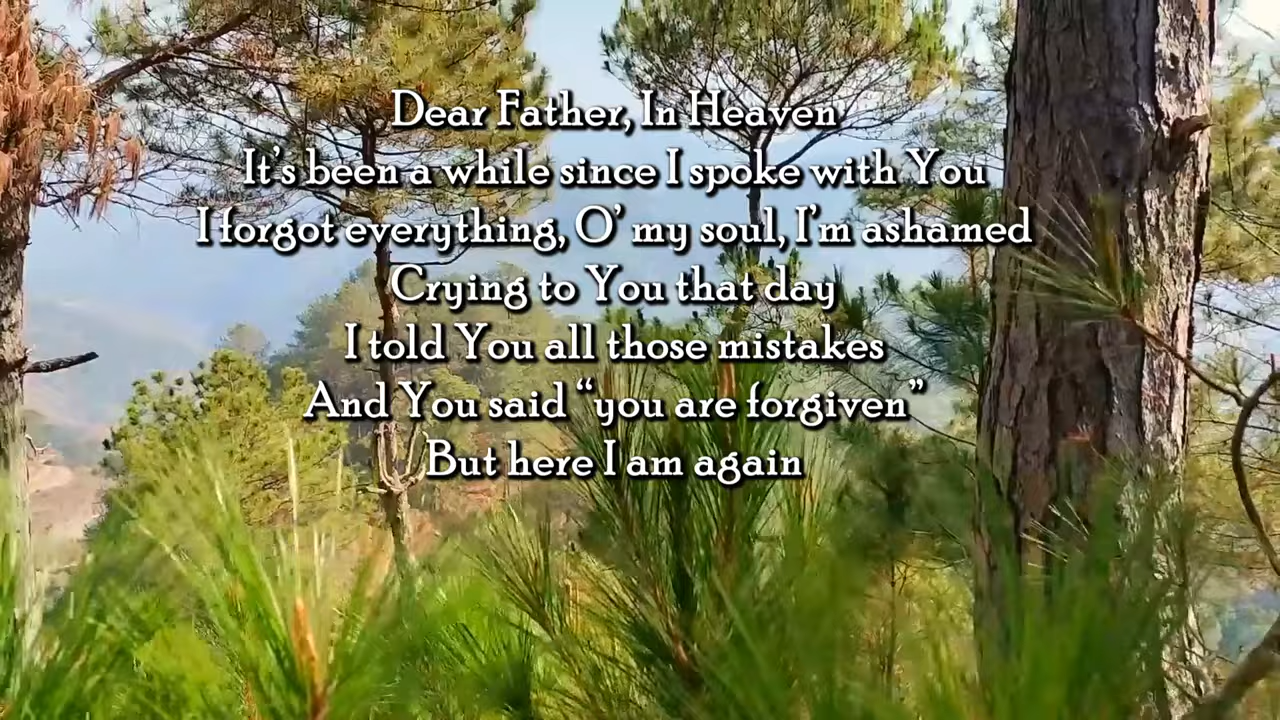 Dear Father, In Heaven
It's been a while since I spoke with You
I forgot everything, O' my soul, I'm ashamed
Crying to You that day
I told You all those mistakes
And You said “you are forgiven”
But here I am again